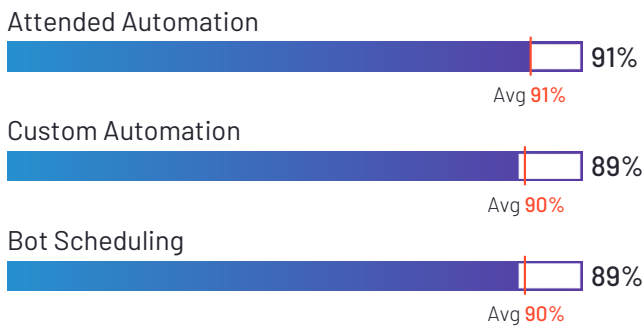 Attended Automation
91%
Avg 91%
Custom Automation
89%
Avg 90%
Bot Scheduling
89%
Avg 90%